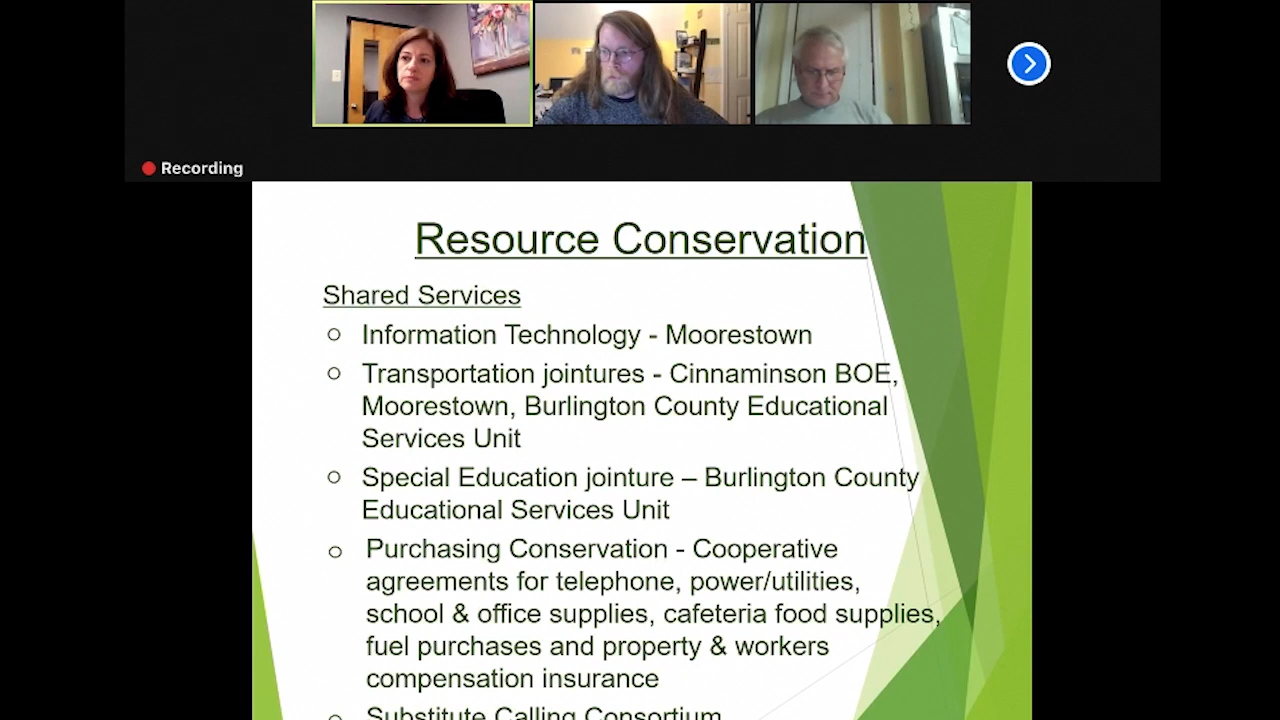 Recording
Resource Conservation
Shared Services
Information Technology - Moorestown
Transportation jointures - Cinnaminson BOE,
Moorestown, Burlington County Educational
Services Unit
Special Education jointure – Burlington County
Educational Services Unit
Purchasing Conservation - Cooperative
agreements for telephone, power/utilities,
school & office supplies, cafeteria food supplies,
fuel purchases and property & workers
compensation insurance
Substitute Calling Consortium